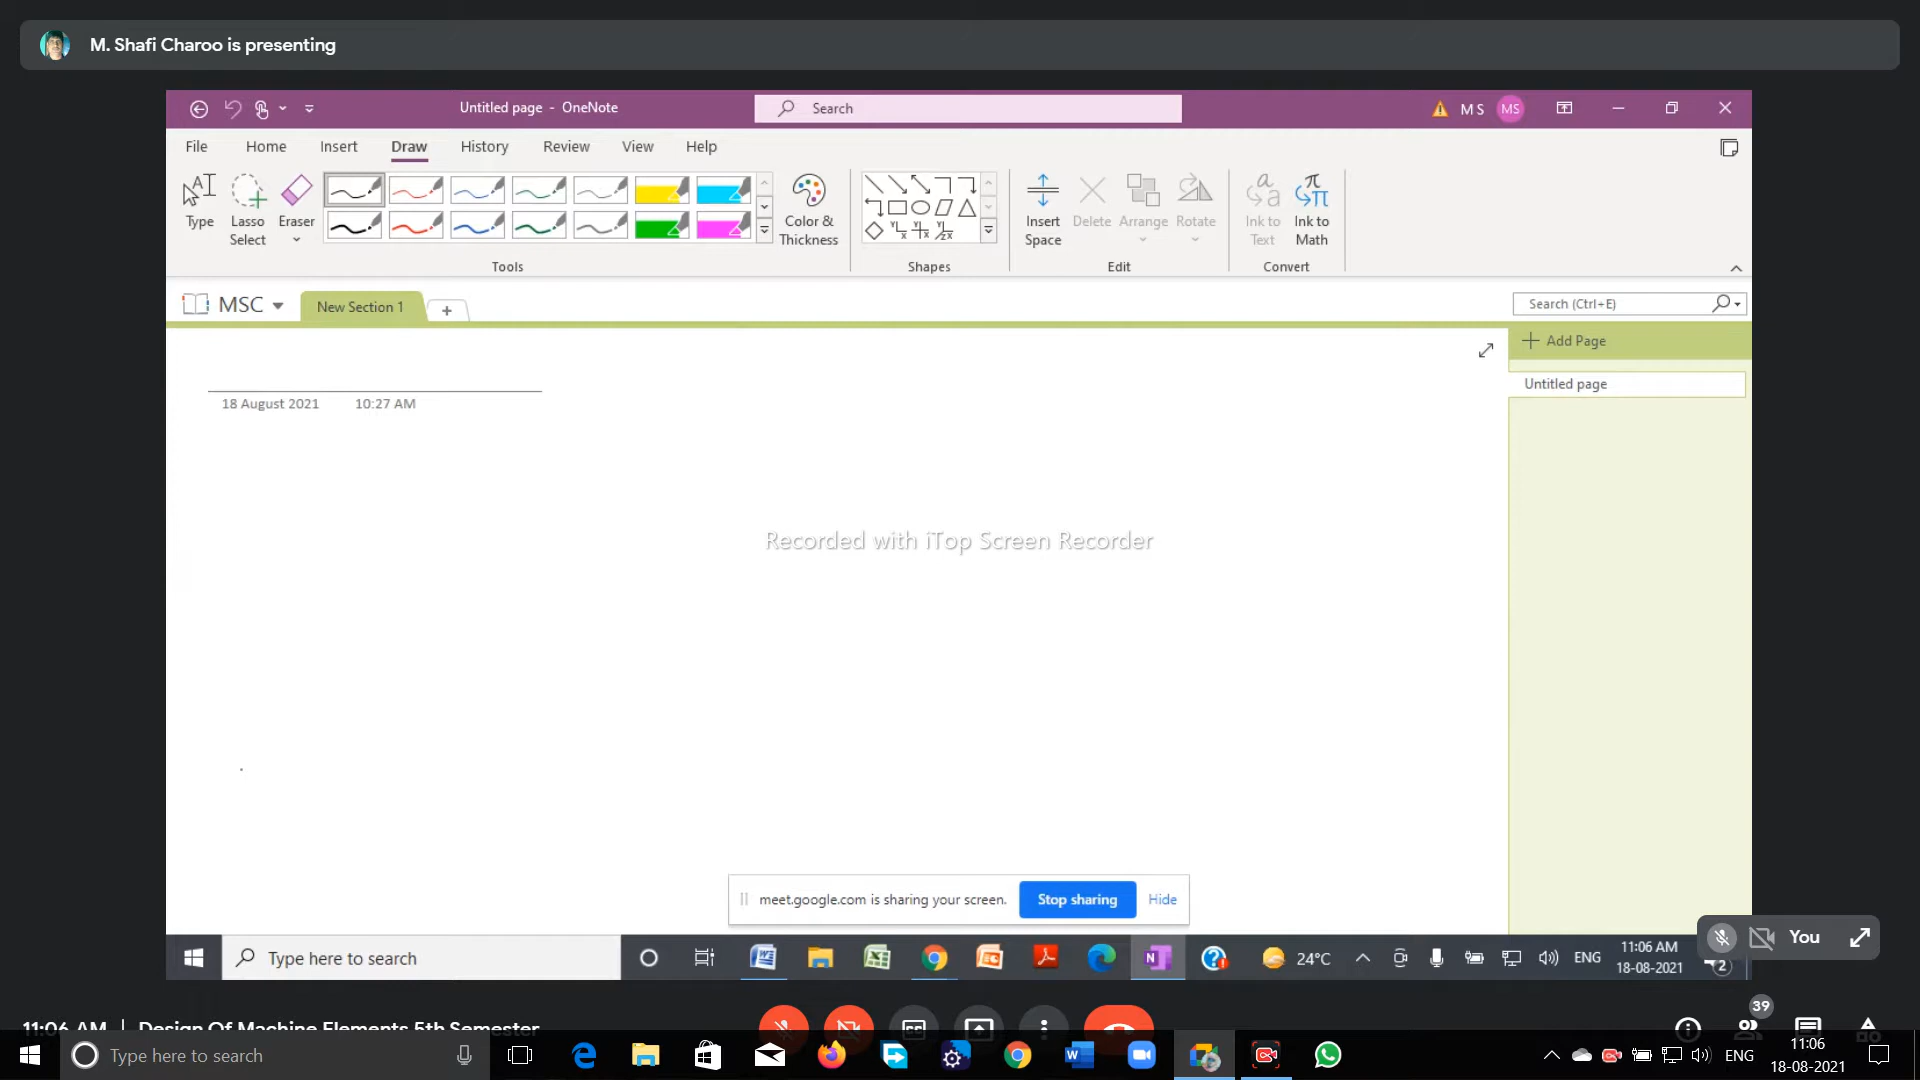 M. Shafi Charoo is presenting
Untitled page - OneNote
Search
M S
MS
File Home Insert Draw History Review View Help
Type
Lasso Select
Eraser
Color & Thickness
Insert Space
Delete
Arrange
Rotate
Ink to Text
Ink to Math
Tools
Shapes
Edit
Convert
MSC
New Section 1
Search (Ctrl+E)
Add Page
Untitled page
18 August 2021 10:27 AM
Recorded with iTop Screen Recorder
meet.google.com is sharing your screen.
Stop sharing
Hide
You
Type here to search
24°C
ENG
11:06 AM
18-08-2021
2
39
11:06 AM | Design Of Machine Elements 5th Semester
Type here to search
ENG
11:06
18-08-2021